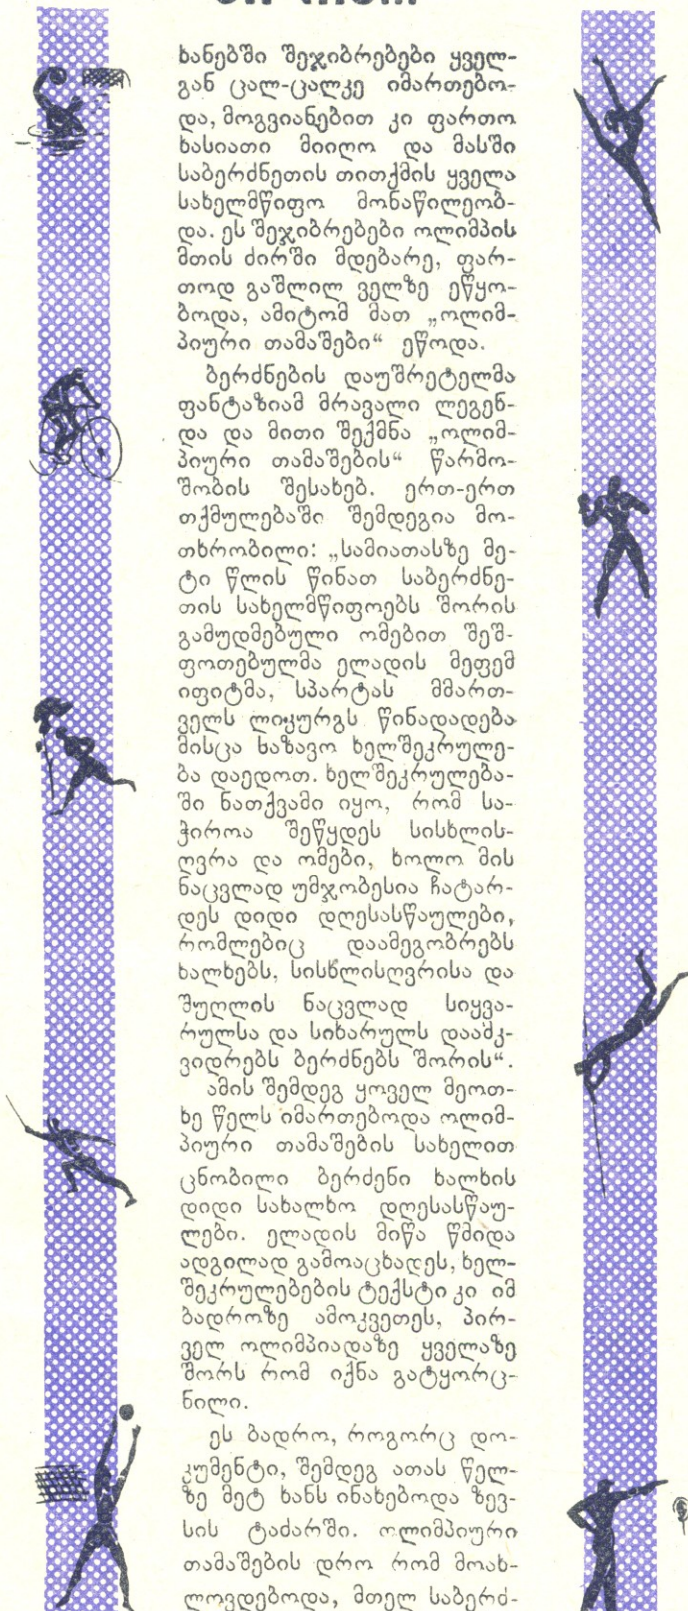 ხანებში შეჯიბრებები ყველ-
გან ცალ-ცალკე იმართებო-
და, მოგვიანებით კი ფართო
ხასიათი მიიღო და მასში
საბერძნეთის თითქმის ყველა
სახელმწიფო მონაწილეობ-
და. ეს შეჯიბრებები ოლიმპის
მთის ძირში მდებარე, ფარ-
თოდ გაშლილ ველზე ეწყო-
ბოდა, ამიტომ მათ „ოლიმ-
პიური თამაშები“ ეწოდა.
ბერძნების დაუშრეტელმა
ფანტაზიამ მრავალი ლეგენ-
და და მითი შექმნა „ოლიმ-
პიური თამაშების“ წარმო-
შობის შესახებ. ერთ-ერთ
თქმულებაში შემდეგია მო-
თხრობილი: „სამიათასზე მე-
ტი წლის წინათ საბერძნე-
თის სახელმწიფოებს შორის
გამუდმებული ომებით შეშ-
ფოთებულმა ელადის მეფემ
იფიტმა, სპარტას მმართ-
ველს ლიკურგს წინადადება
მისცა საზავო ხელშეკრულე-
ბა დაედოთ. ხელშეკრულება-
ში ნათქვამი იყო, რომ სა-
ჭიროა შეწყდეს სისხლის-
ღვრა და ომები, ხოლო მის
ნაცვლად უმჯობესია ჩატარ-
დეს დიდი დღესასწაულები,
რომლებიც დაამეგობრებს
ხალხებს, სისხლისღვრისა და
შუღლის ნაცვლად სიყვა-
რულსა და სიხარულს დაამკ-
ვიდრებს ბერძნებს შორის“.
ამის შემდეგ ყოველ მეოთ-
ხე წელს იმართებოდა ოლიმ-
პიური თამაშების სახელით
ცნობილი ბერძენი ხალხის
დიდი სახალხო დღესასწაუ-
ლები. ელადის მიწა წმიდა
ადგილად გამოაცხადეს, ხელ-
შეკრულებების ტექსტი კი იმ
ბადროზე ამოკვეთეს, პირ-
ველ ოლიმპიადაზე ყველაზე
შორს რომ იქნა გატყორც-
ნილი.
ეს ბადრო, როგორც დო-
კუმენტი, შემდეგ ათას წელ-
ზე მეტ ხანს ინახებოდა ზევ-
სის ტაძარში. ოლიმპიური
თამაშების დრო რომ მოახ-
ლოვდებოდა, მთელ საბერძ-